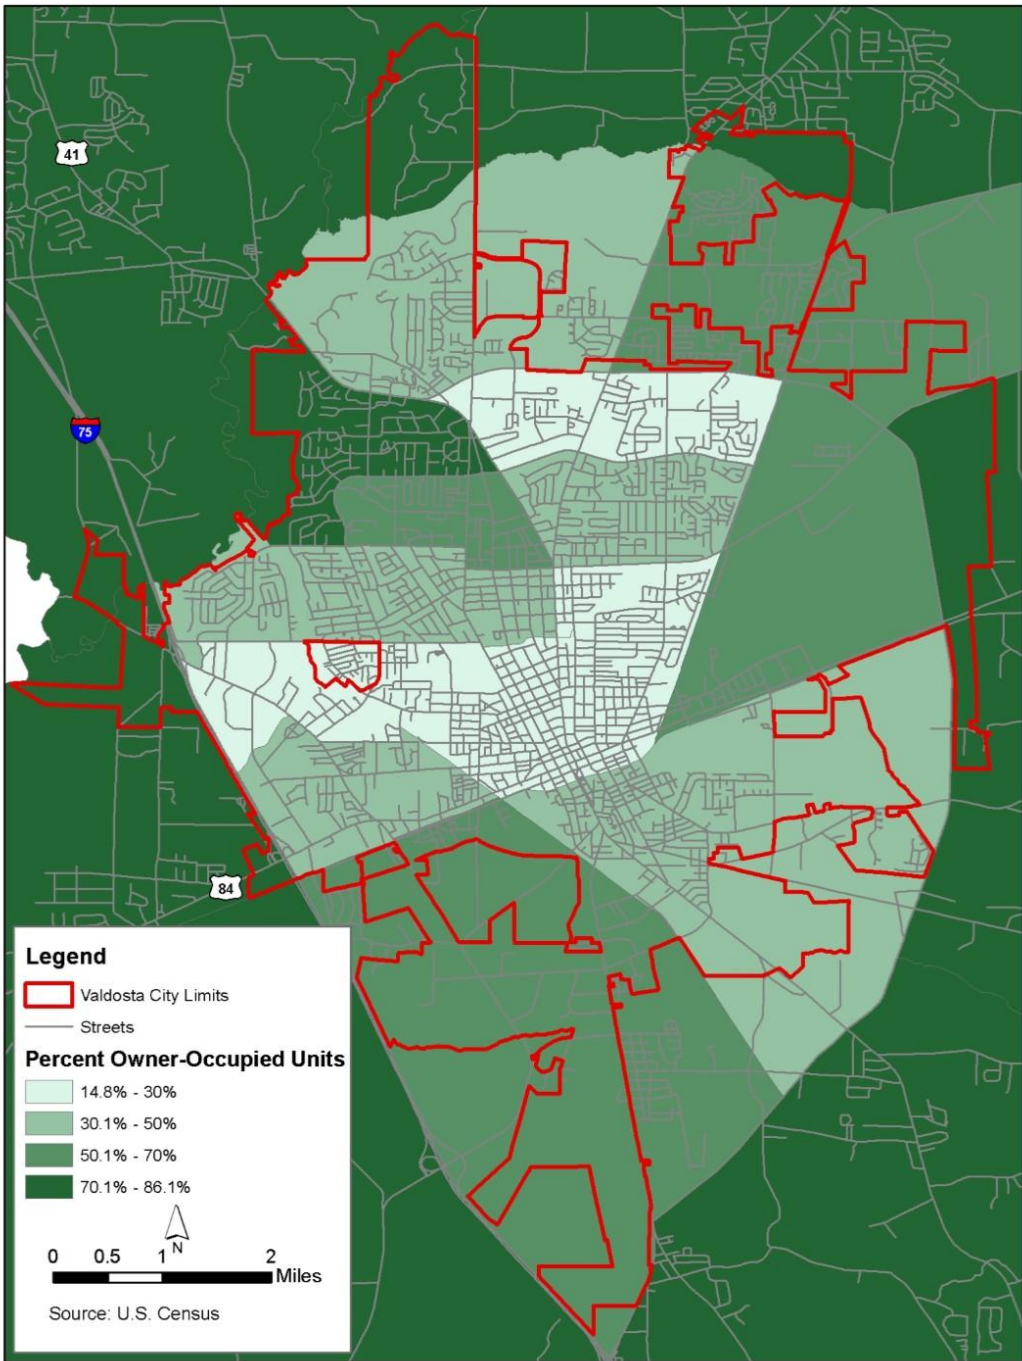 41
75
84
Legend
Valdosta City Limits
Streets
Percent Owner-Occupied Units
14.8% - 30%
30.1% - 50%
50.1% - 70%
70.1% - 86.1%
N
0 0.5 1 2
Miles
Source: U.S. Census